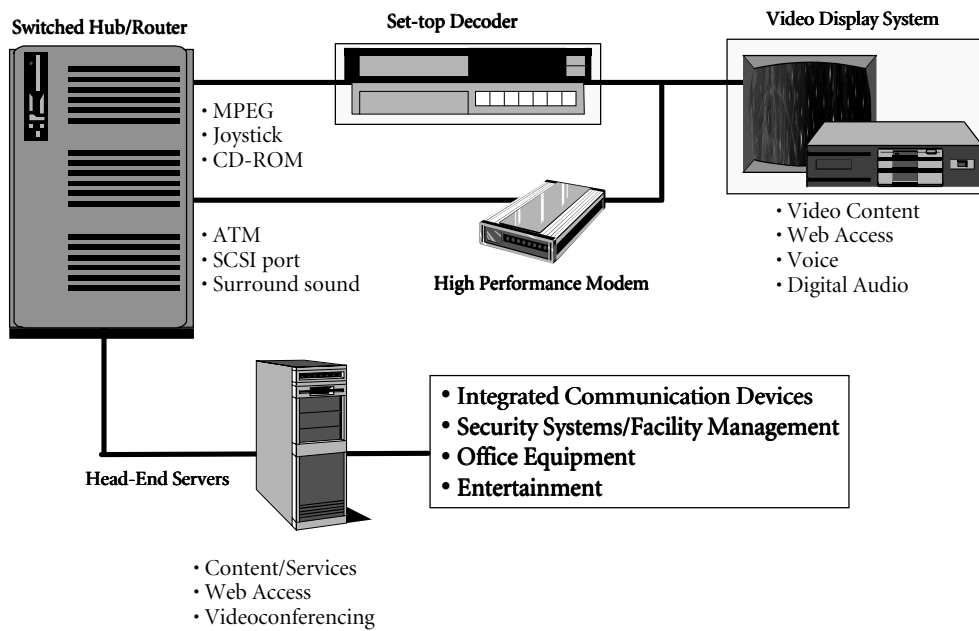 Switched Hub/Router
Set-top Decoder
Video Display System
· MPEG
· Joystick
· CD-ROM
· ATM
· SCSI port
· Surround sound
High Performance Modem
· Video Content
· Web Access
· Voice
· Digital Audio
Head-End Servers
• Integrated Communication Devices
• Security Systems/Facility Management
• Office Equipment
• Entertainment
· Content/Services
· Web Access
· Videoconferencing